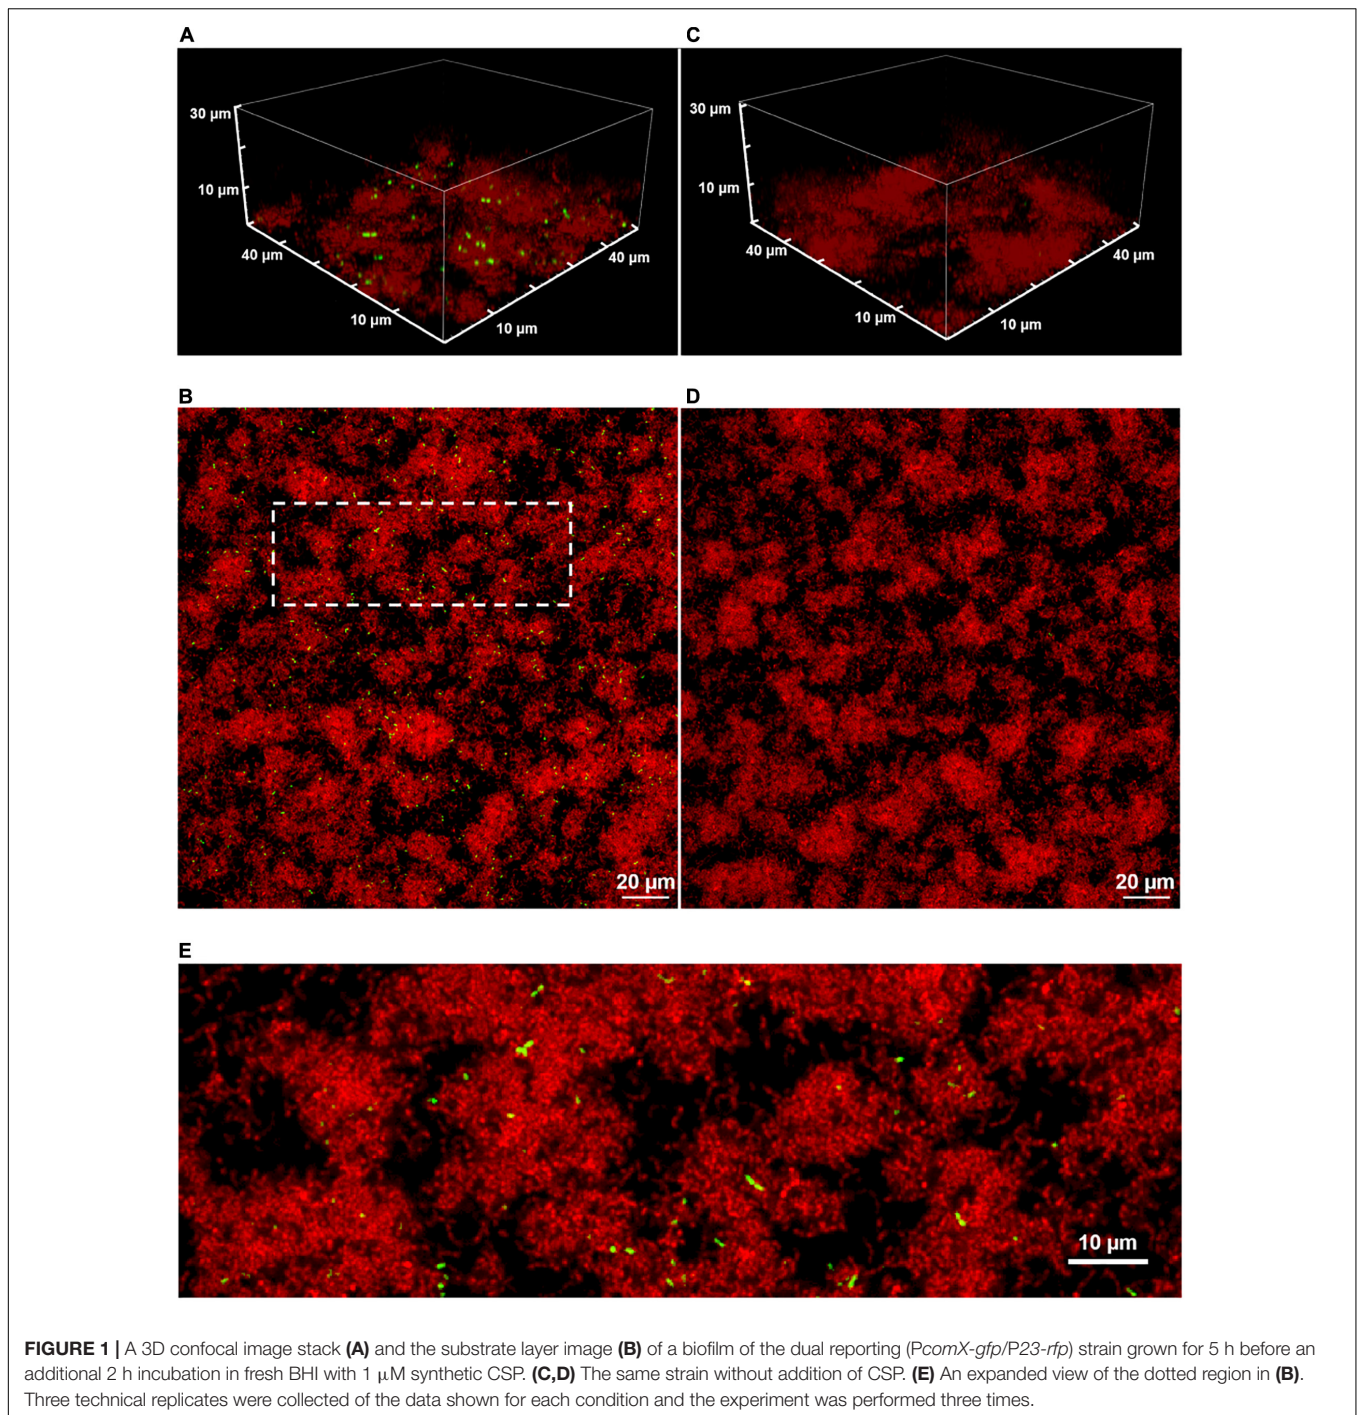 A
C
30 µm
10 µm
40 µm
10 µm
10 µm
40 µm
30 µm
10 µm
40 µm
10 µm
10 µm
40 µm
B
D
20 µm
20 µm
E
10 µm
FIGURE 1 | A 3D confocal image stack (A) and the substrate layer image (B) of a biofilm of the dual reporting (PcomX-gfp/P23-rfp) strain grown for 5 h before an
additional 2 h incubation in fresh BHI with 1 µM synthetic CSP. (C,D) The same strain without addition of CSP. (E) An expanded view of the dotted region in (B).
Three technical replicates were collected of the data shown for each condition and the experiment was performed three times.